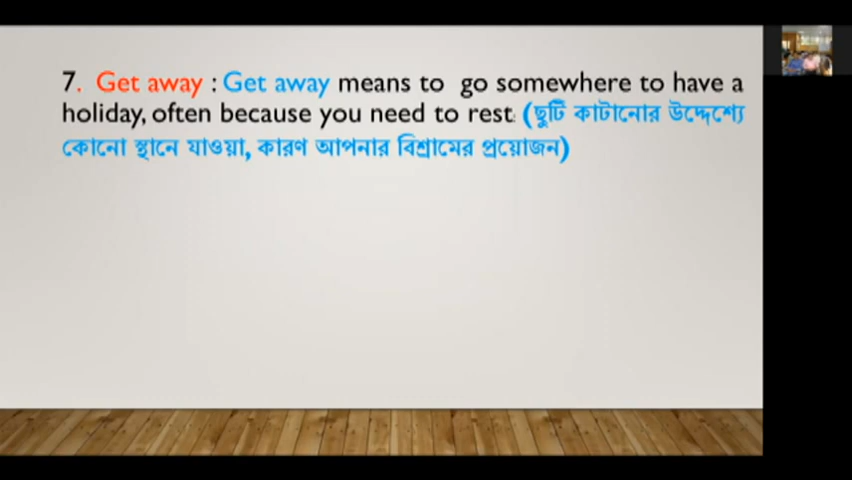 7. Get away : Get away means to go somewhere to have a
holiday, often because you need to rest. (ছুটি কাটানোর উদ্দেশ্যে
কোনো স্থানে যাওয়া, কারণ আপনার বিশ্রামের প্রয়োজন)